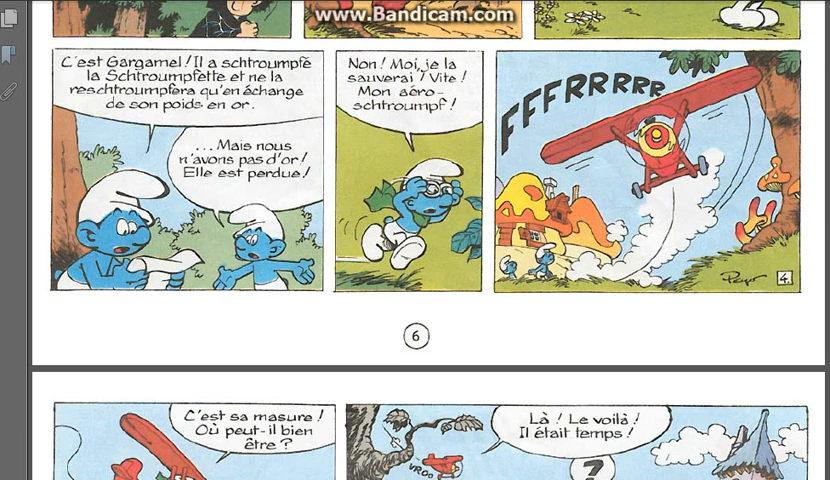 www.Bandicam.com
C'est Gargamel! Il a schtroumpfé
la Schtroumpfette et ne la
reschtroumpfera qu'en échange
de son poids en or.
...Mais nous
n'avons pas d'or!
Elle est perdue!
Non! Moi, je la
sauverai! Vite!
Mon aéro-
schtroumpf!
FFFRRRRRR
Peyo
4.
6
C'est sa masure!
Où peut-il bien
être?
Là! Le voilà!
Il était temps!
VROO
?